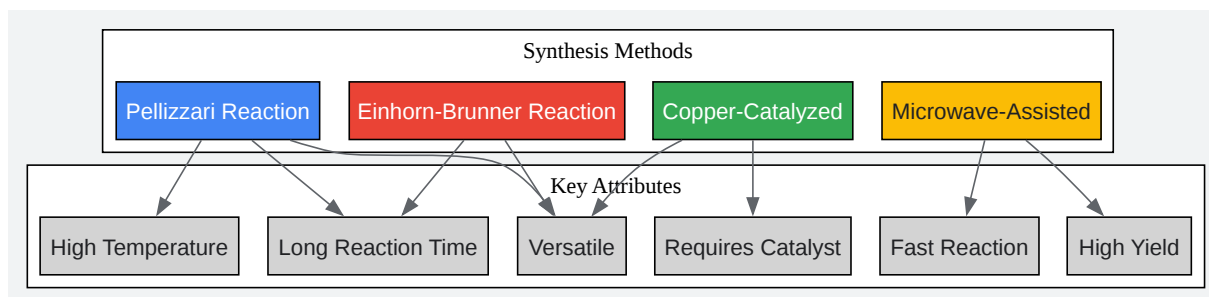 Synthesis Methods
Pellizzari Reaction
Einhorn-Brunner Reaction
Copper-Catalyzed
Microwave-Assisted
Key Attributes
High Temperature
Long Reaction Time
Versatile
Requires Catalyst
Fast Reaction
High Yield